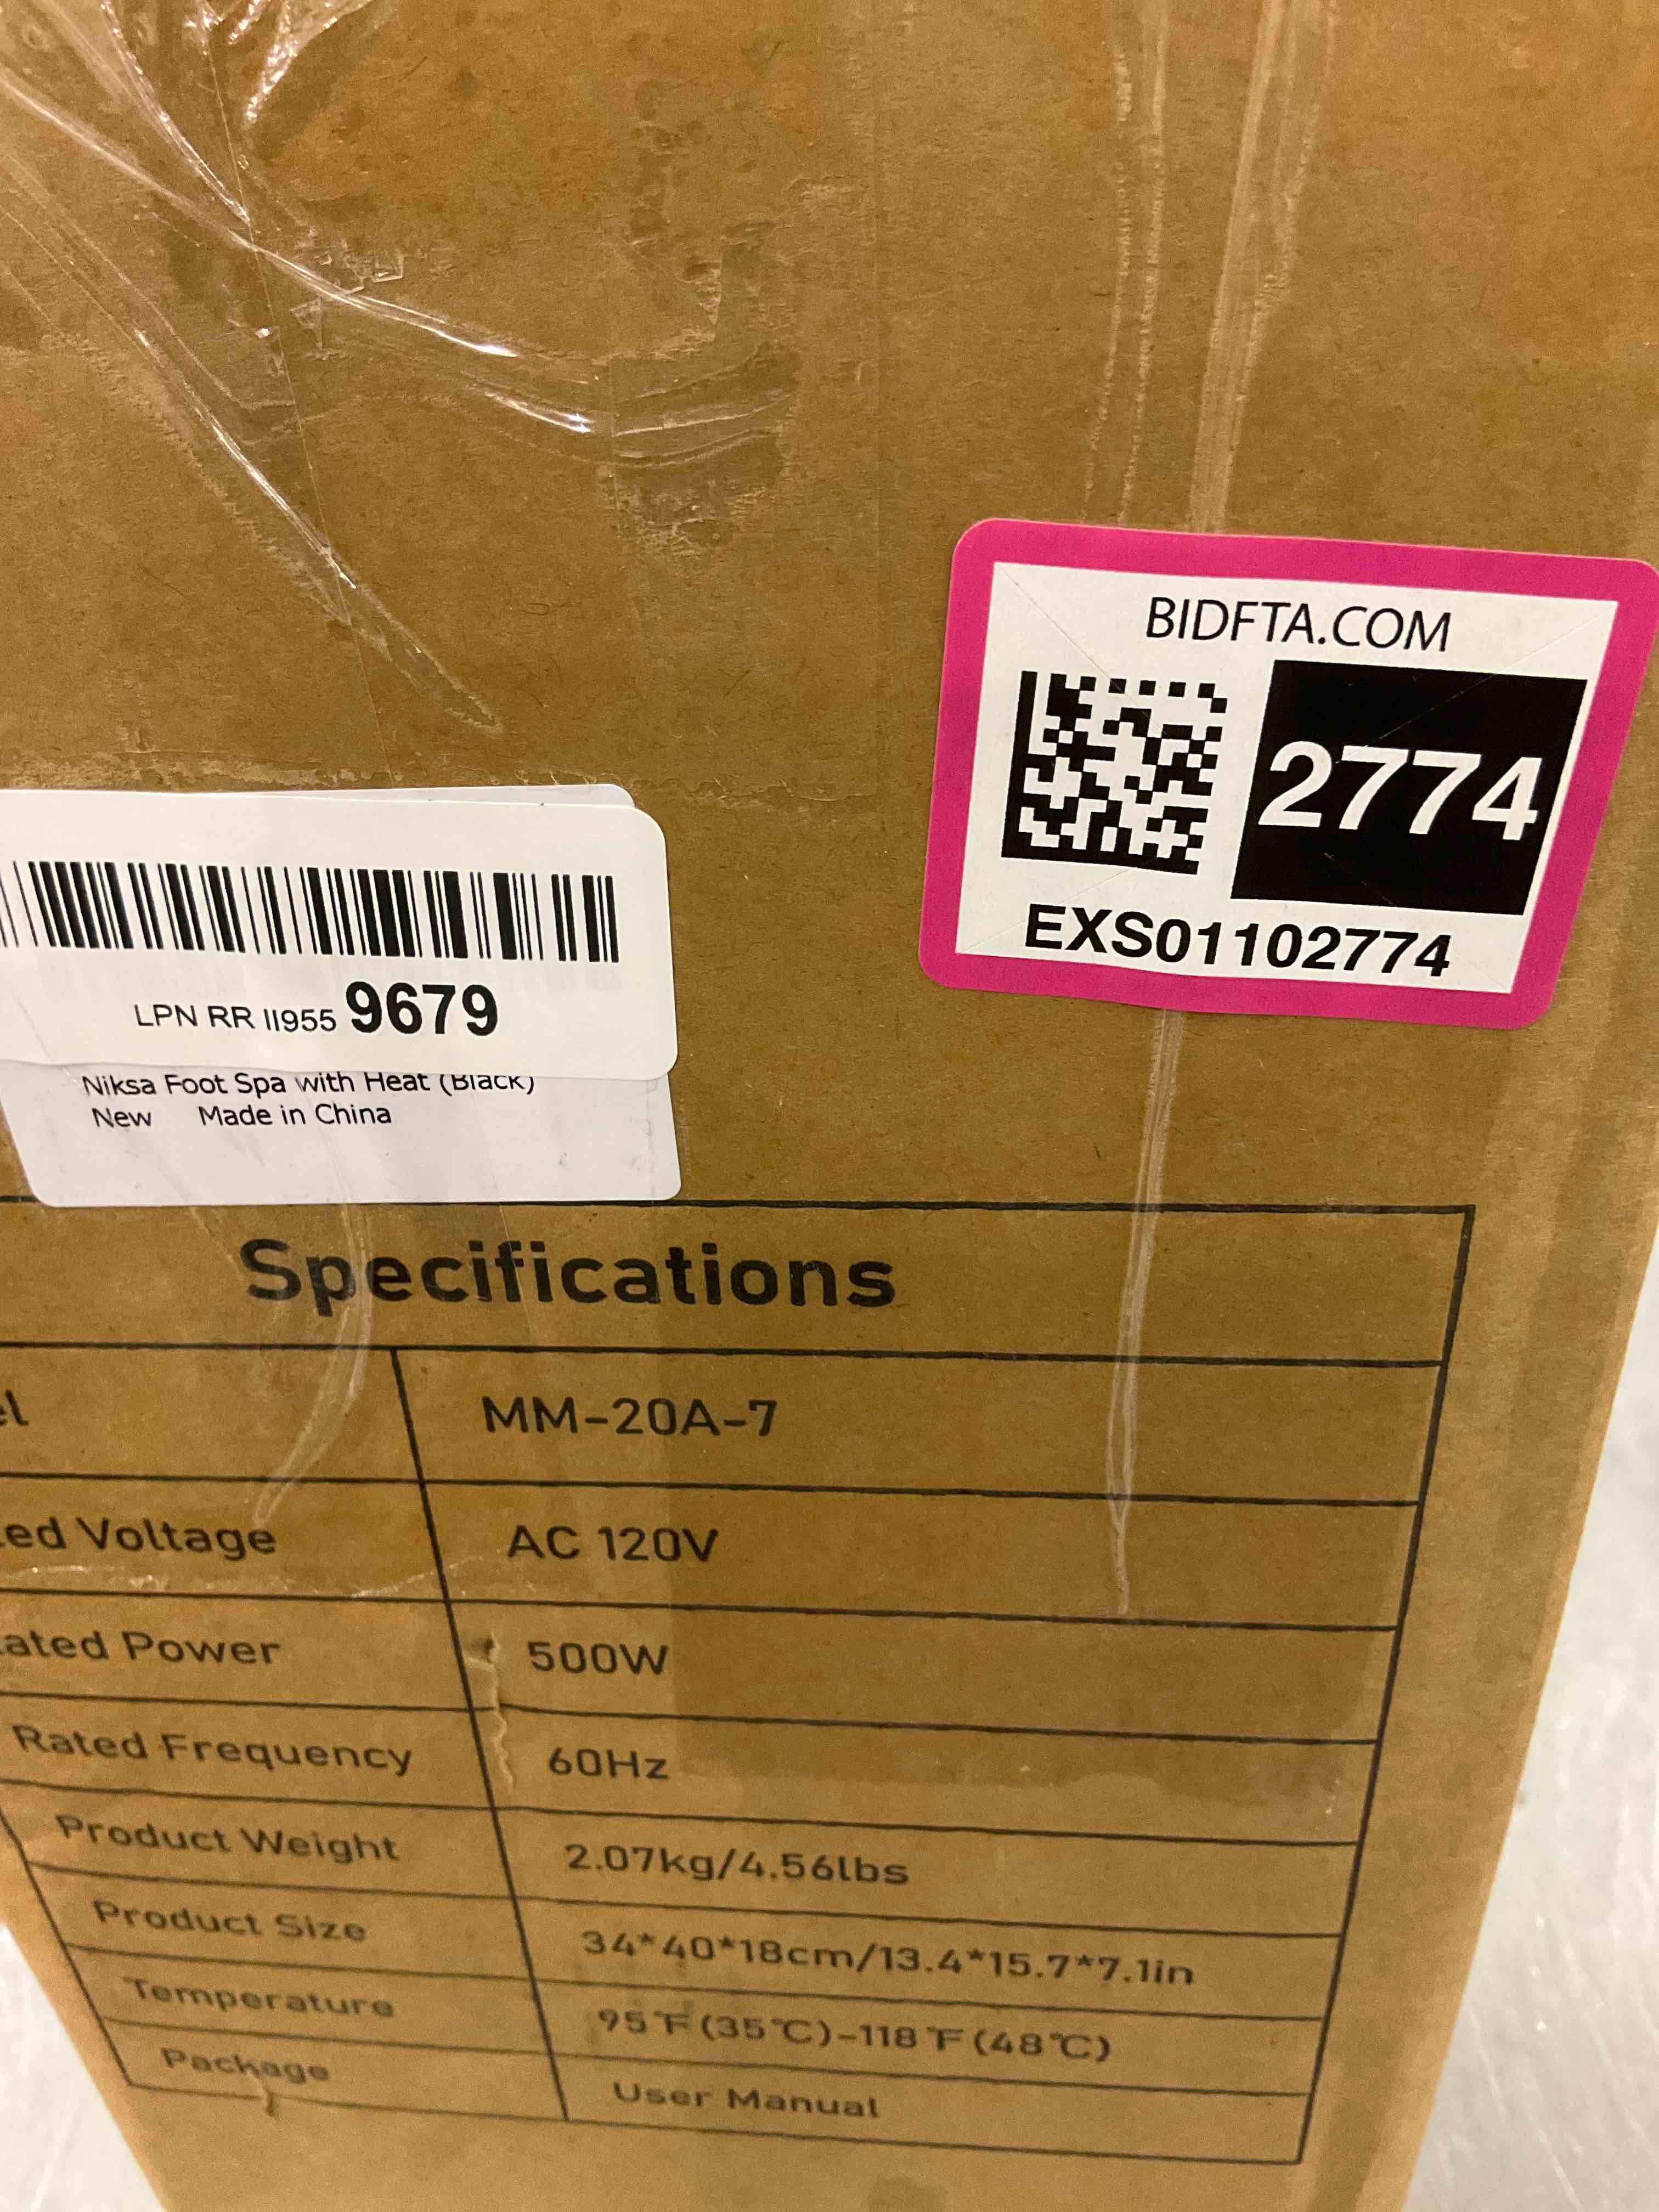 BIDFTA.COM
2774
EXS01102774
LPN RR II955 9679
Niksa Foot Spa with Heat (Black)
New Made in China
Specifications
MM-20A-7
Voltage AC 120V
Power 500W
Rated Frequency 60Hz
Product Weight 2.07kg/4.56lbs
Product Size 34*40*18cm/13.4*15.7*7.1in
Temperature 95℉(35℃)-118℉(48℃)
Package User Manual